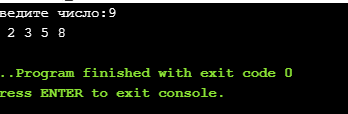 ведите число:9
2 3 5 8
..Program finished with exit code 0
ress ENTER to exit console.